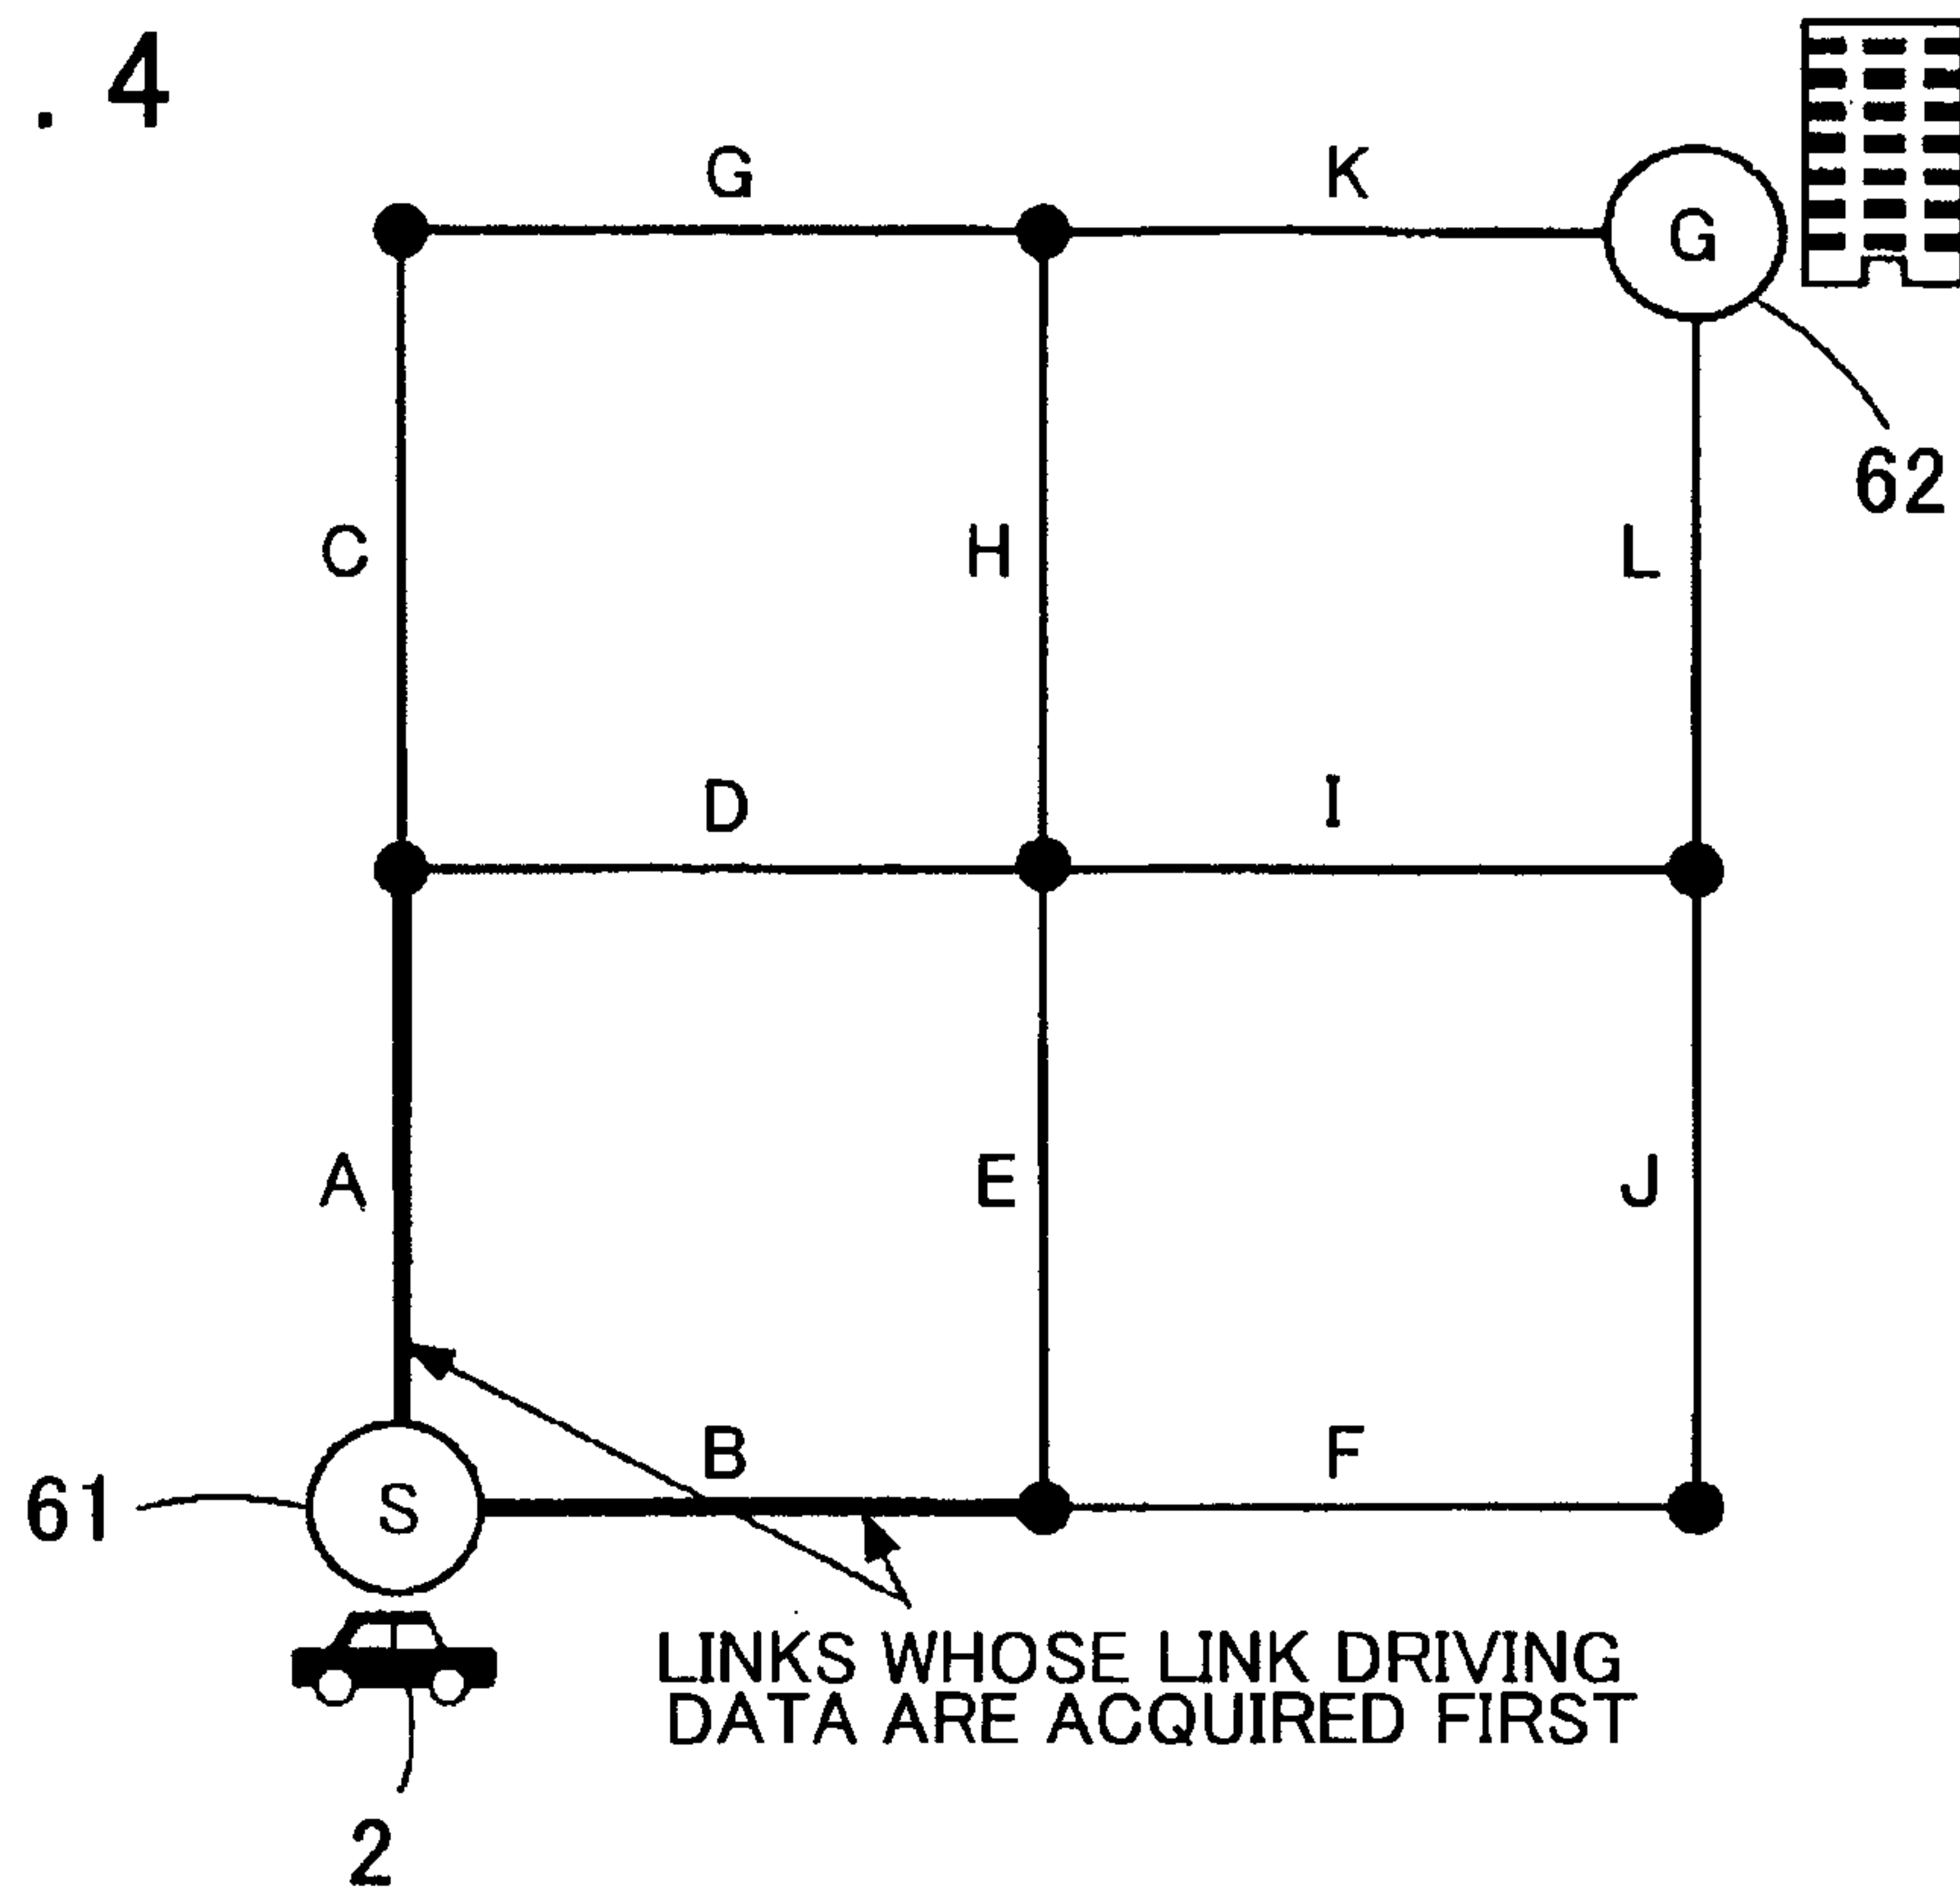 . 4
G
K
G
62
C
H
L
D
I
A
E
J
B
F
61
S
LINKS WHOSE LINK DRIVING
DATA ARE ACQUIRED FIRST
2